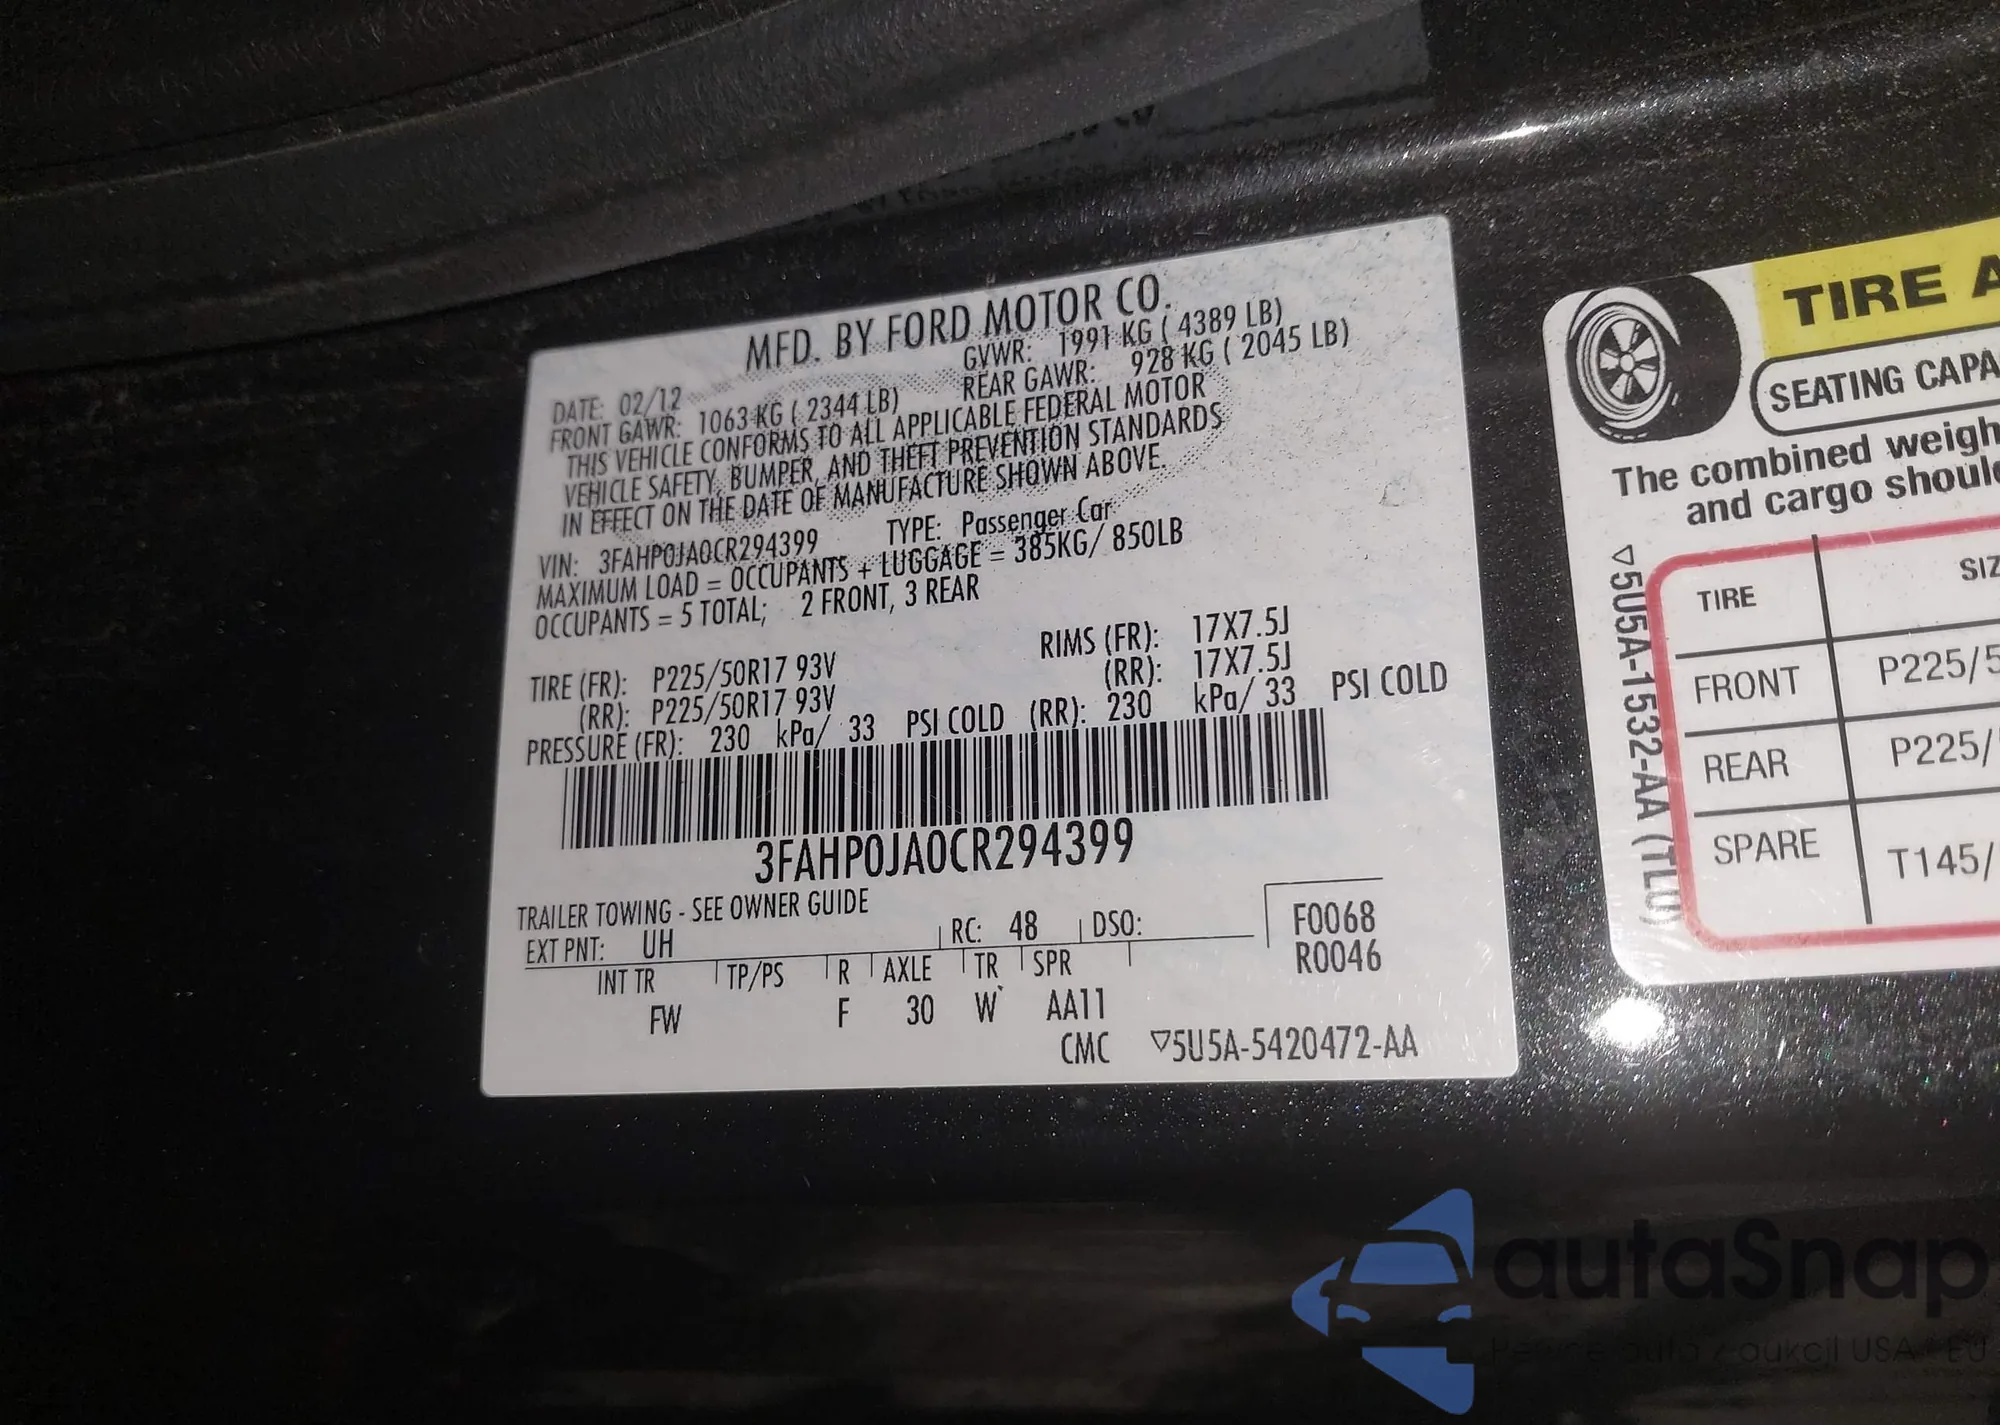 MFD. BY FORD MOTOR CO.
DATE: 02/12 GVWR: 1991 KG ( 4389 LB)
FRONT GAWR: 1063 KG ( 2344 LB) REAR GAWR: 928 KG ( 2045 LB)
THIS VEHICLE CONFORMS TO ALL APPLICABLE FEDERAL MOTOR
VEHICLE SAFETY, BUMPER, AND THEFT PREVENTION STANDARDS
IN EFFECT ON THE DATE OF MANUFACTURE SHOWN ABOVE.
VIN: 3FAHP0JA0CR294399 TYPE: Passenger Car
MAXIMUM LOAD = OCCUPANTS + LUGGAGE = 385KG/ 850LB
OCCUPANTS = 5 TOTAL; 2 FRONT, 3 REAR
TIRE (FR): P225/50R17 93V RIMS (FR): 17X7.5J
(RR): P225/50R17 93V (RR): 17X7.5J
PRESSURE (FR): 230 kPa/ 33 PSI COLD (RR): 230 kPa/ 33 PSI COLD
3FAHP0JA0CR294399
TRAILER TOWING - SEE OWNER GUIDE
EXT PNT: UH RC: 48 DSO: F0068
R0046
INT TR TP/PS R AXLE TR SPR
FW F 30 W AA11
CMC ▽5U5A-5420472-AA
TIRE A
SEATING CAPA
The combined weigh
and cargo shoul
▽5U5A-1532-AA (TLU)
TIRE SIZ
FRONT P225/5
REAR P225/
SPARE T145/
autaSnap
Pewne auta z aukcji USA i EU